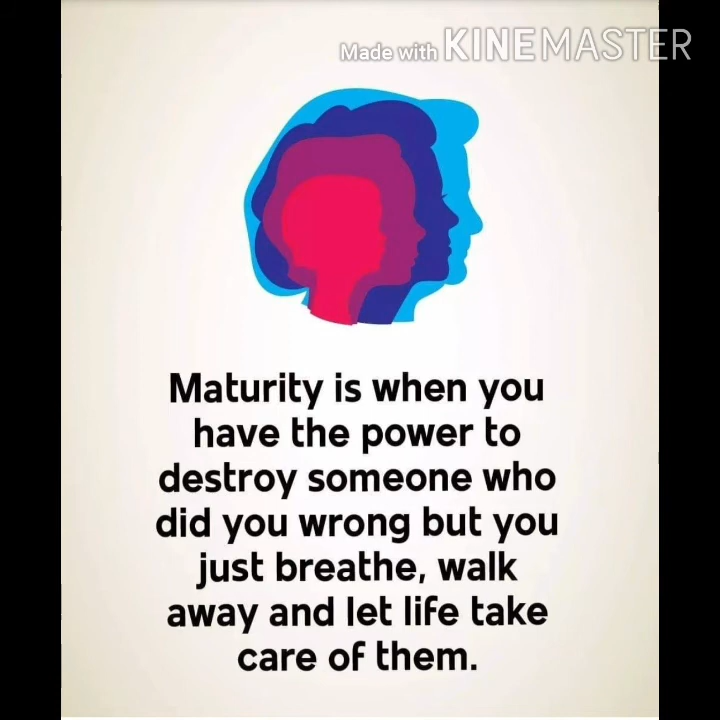 Made with KINEMASTER
Maturity is when you
have the power to
destroy someone who
did you wrong but you
just breathe, walk
away and let life take
care of them.